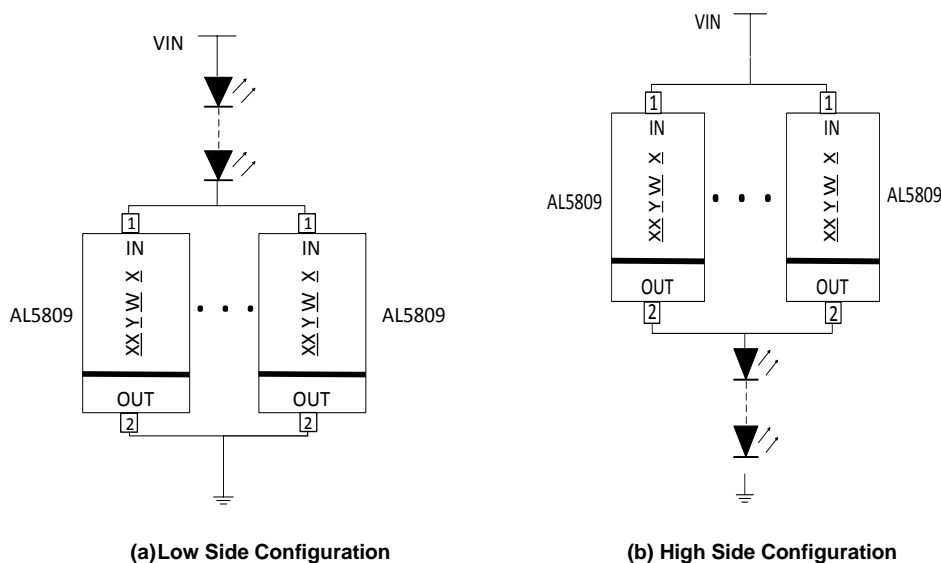 VIN
1
1
IN
IN
XX Y W X
XX Y W X
AL5809
AL5809
OUT
OUT
2
2
(a)Low Side Configuration
VIN
1
1
IN
IN
XX Y W X
XX Y W X
AL5809
AL5809
OUT
OUT
2
2
(b) High Side Configuration